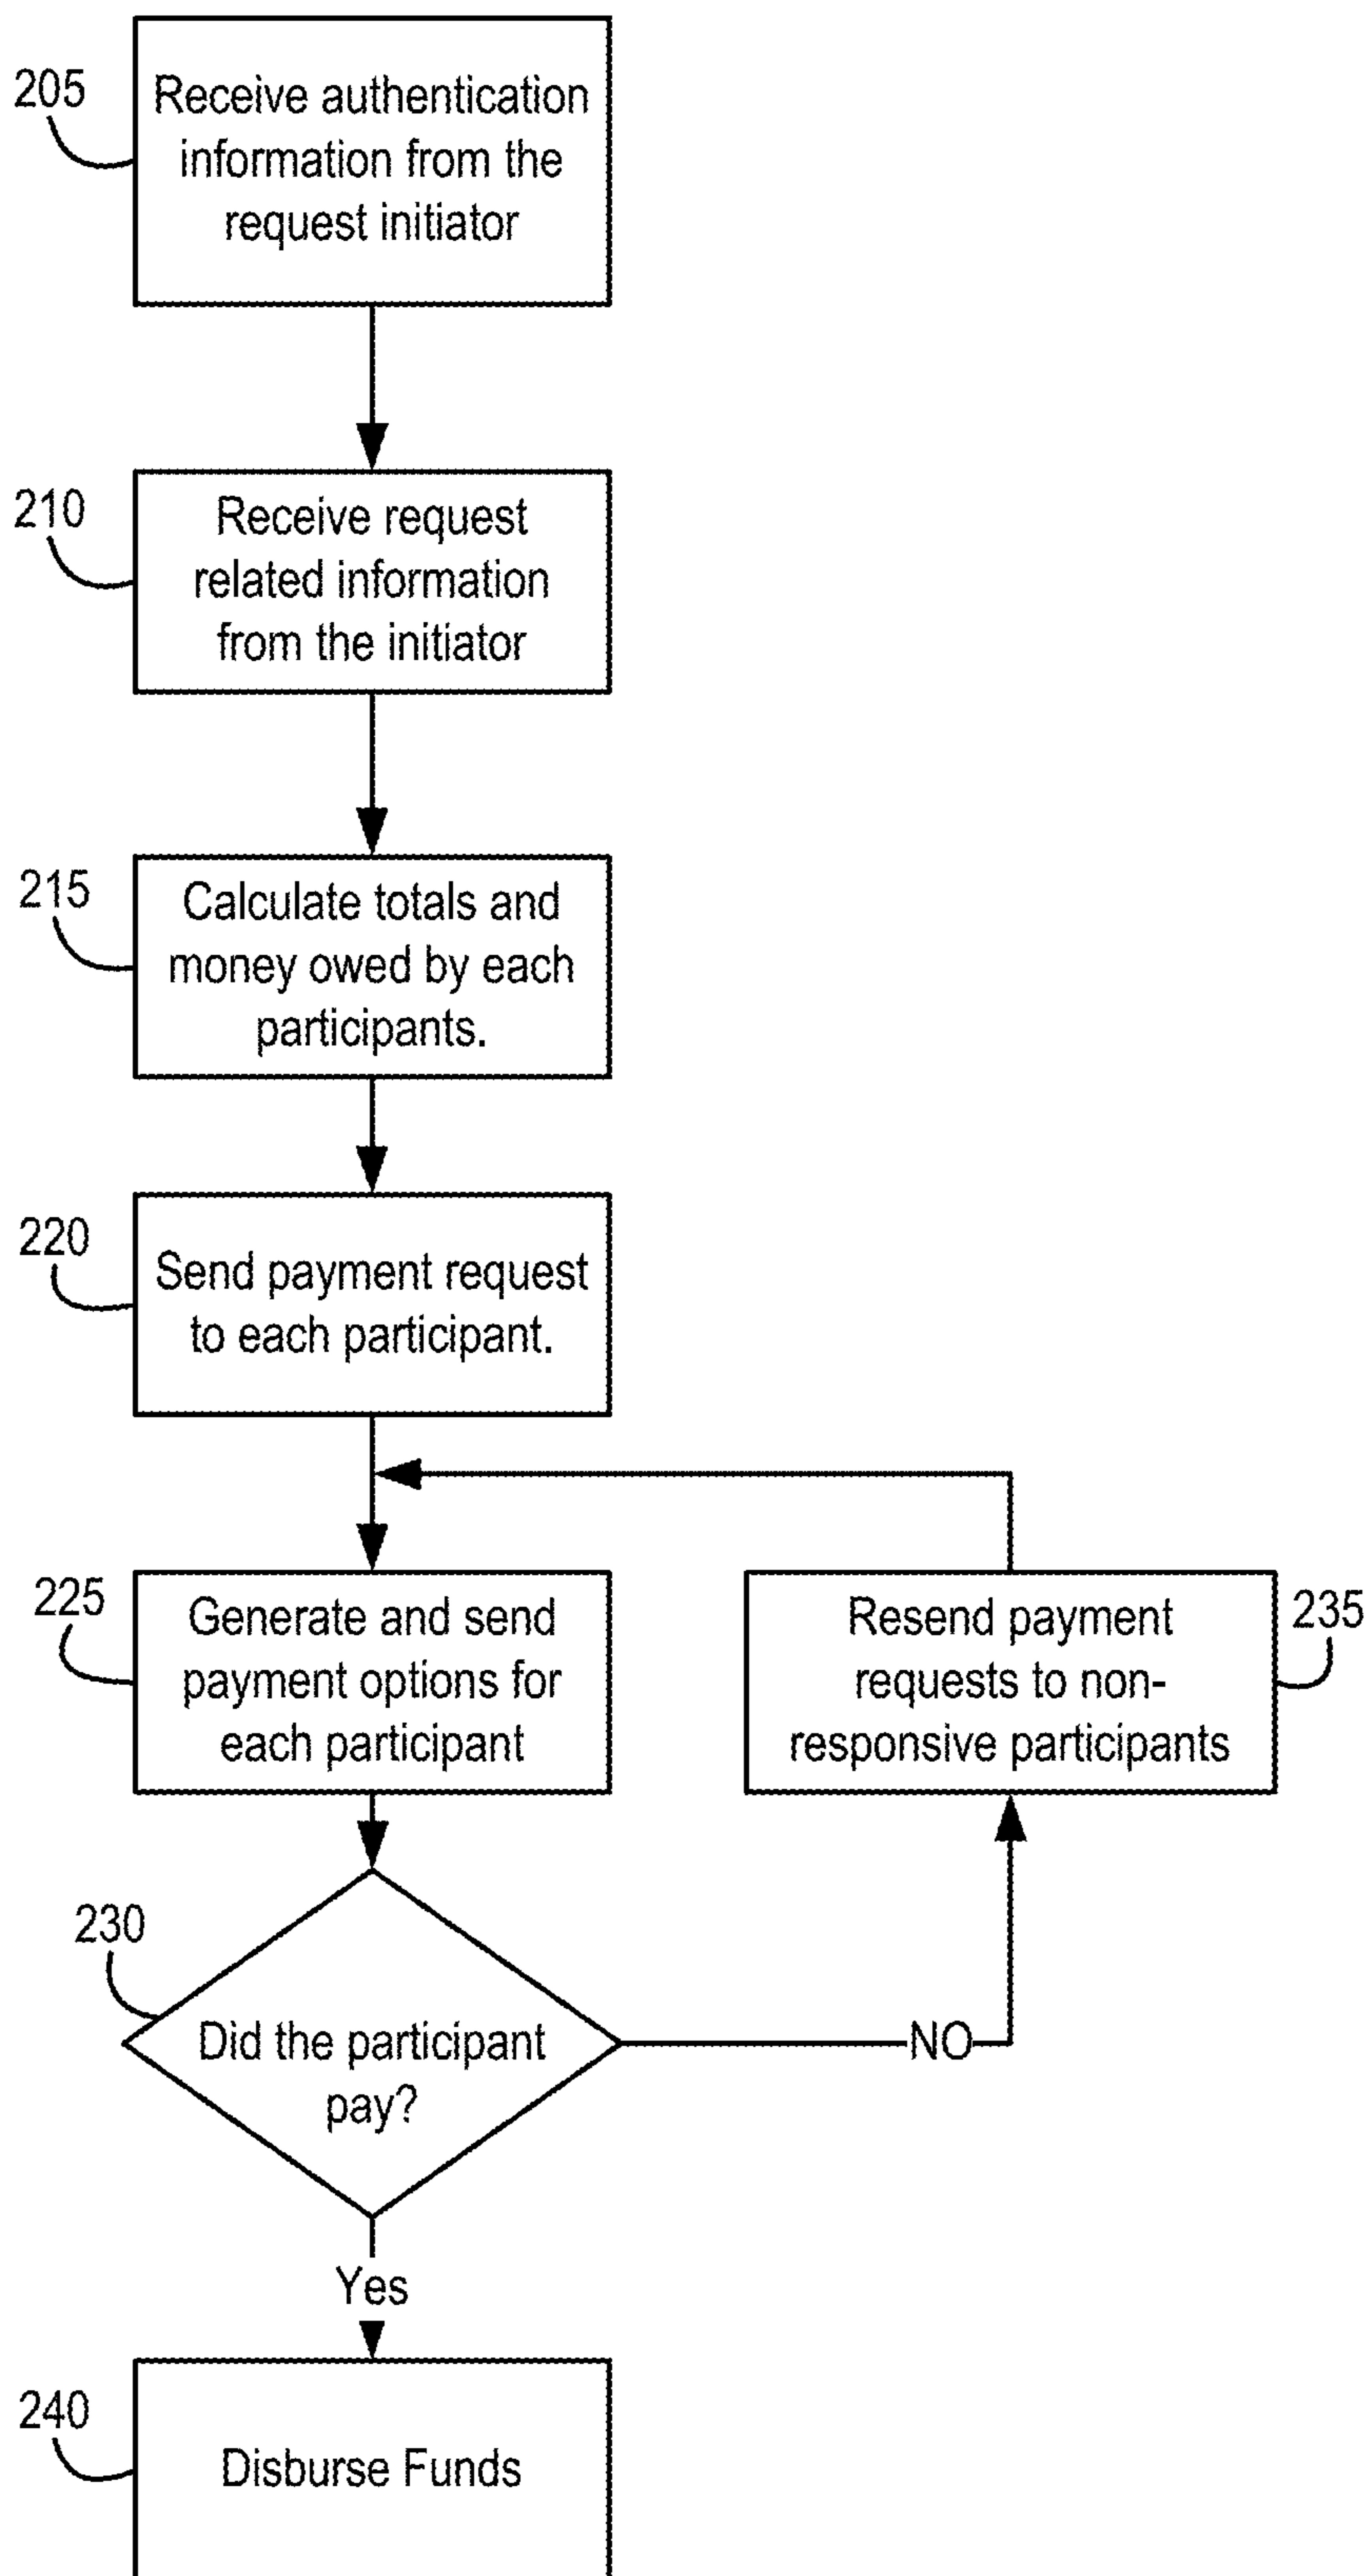 205
Receive authentication
information from the
request initiator
210
Receive request
related information
from the initiator
215
Calculate totals and
money owed by each
participants.
220
Send payment request
to each participant.
225
Generate and send
payment options for
each participant
Resend payment
requests to non-
responsive participants
235
230
Did the participant
pay?
NO
Yes
240
Disburse Funds